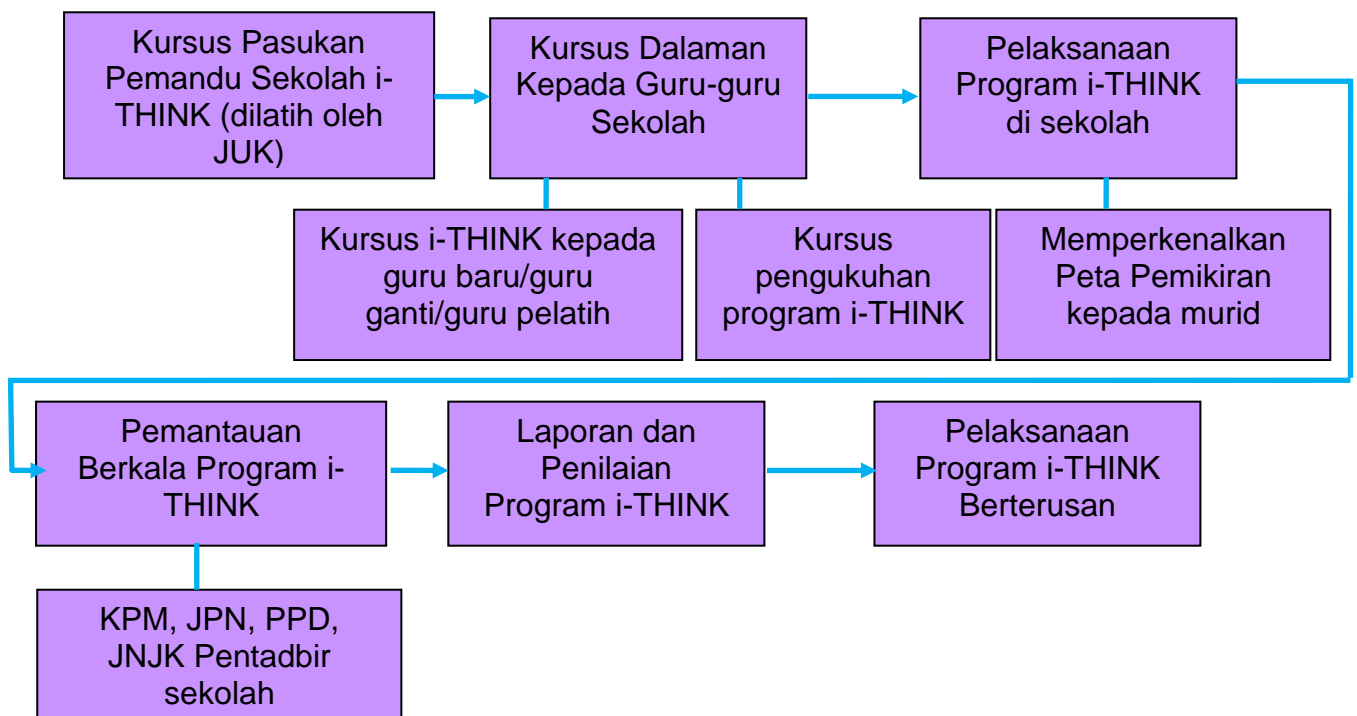 Kursus Pasukan
Pemandu Sekolah i-
THINK (dilatih oleh
JUK)
Kursus Dalaman
Kepada Guru-guru
Sekolah
Pelaksanaan
Program i-THINK
di sekolah
Kursus i-THINK kepada
guru baru/guru
ganti/guru pelatih
Kursus
pengukuhan
program i-THINK
Memperkenalkan
Peta Pemikiran
kepada murid
Pemantauan
Berkala Program i-
THINK
Laporan dan
Penilaian
Program i-THINK
Pelaksanaan
Program i-THINK
Berterusan
KPM, JPN, PPD,
JNJK Pentadbir
sekolah